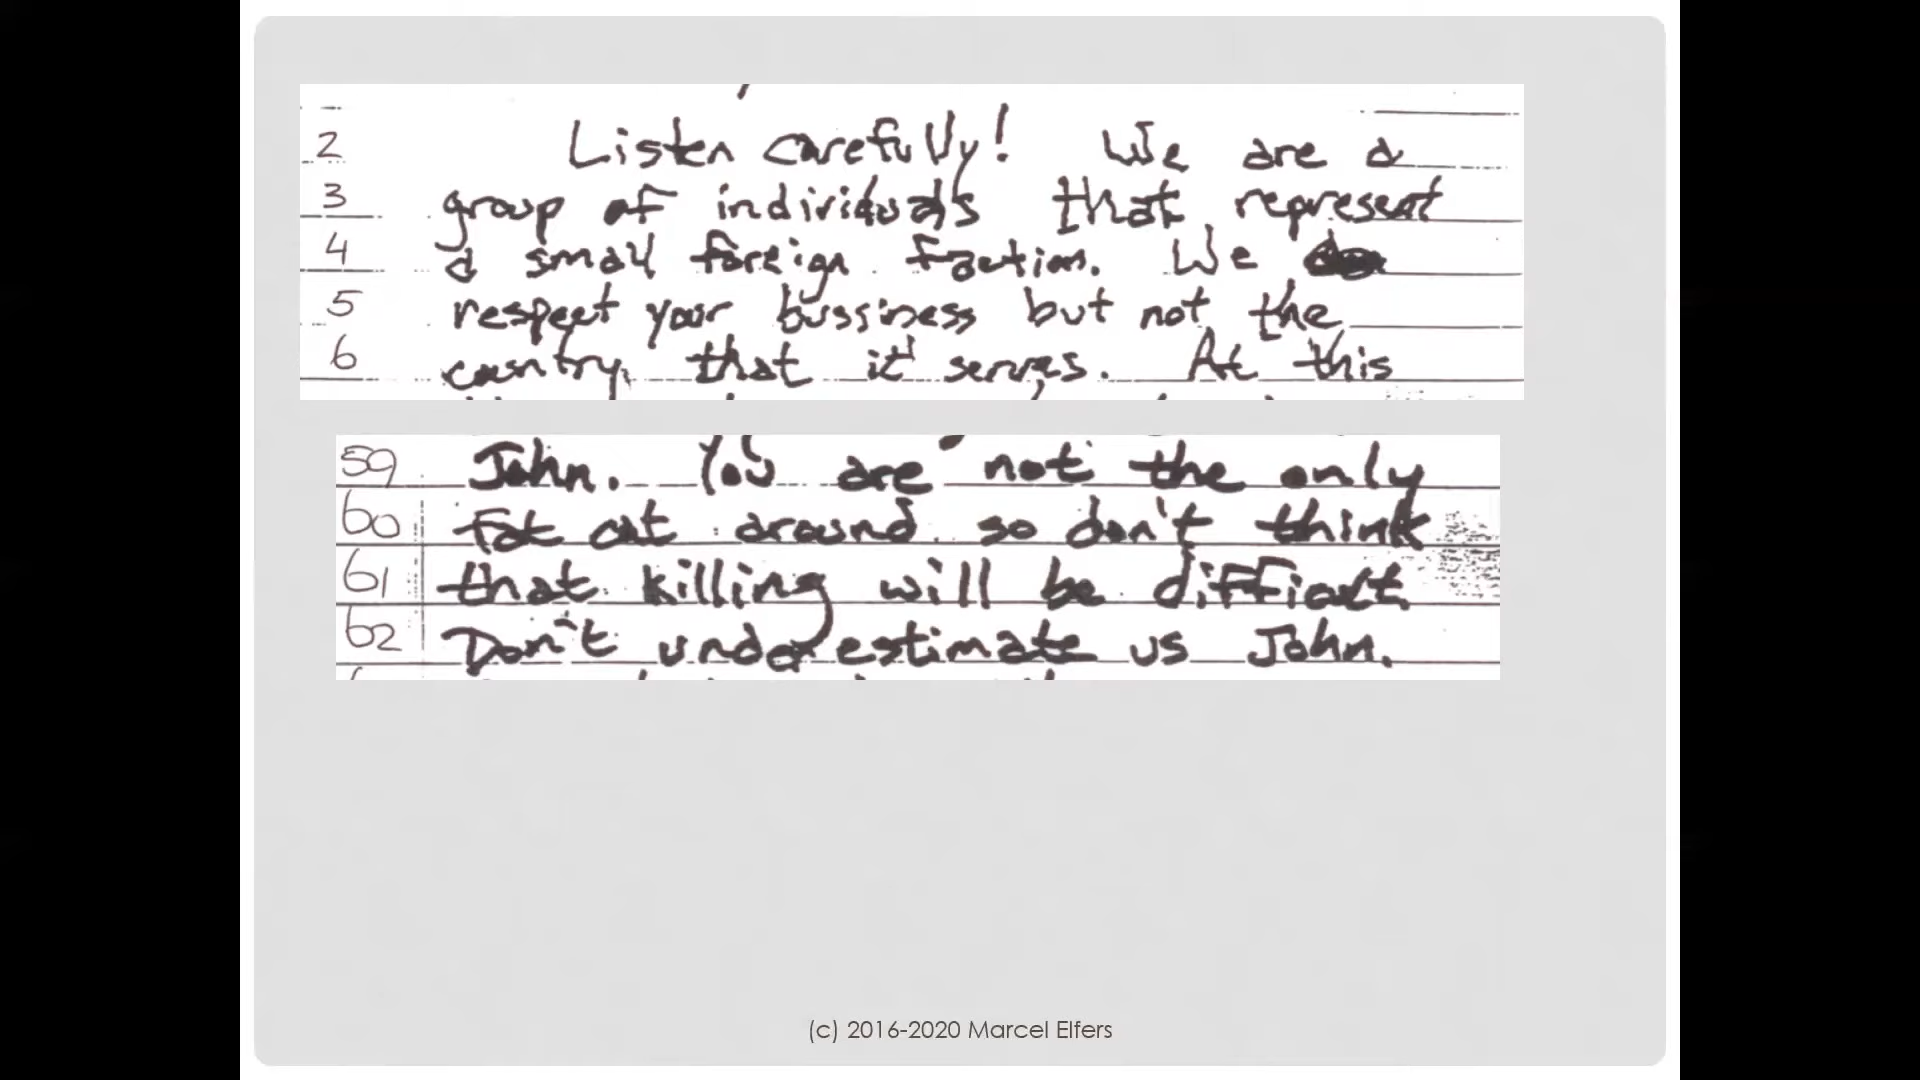 2 Listen carefully! We are a
3 group of individuals that represent
4 a small foreign faction. We
5 respect your bussiness but not the
6 country that it serves. At this
59 John. You are not the only
60 fat cat around so don't think
61 that killing will be difficult.
62 Don't underestimate us John.
(c) 2016-2020 Marcel Elfers